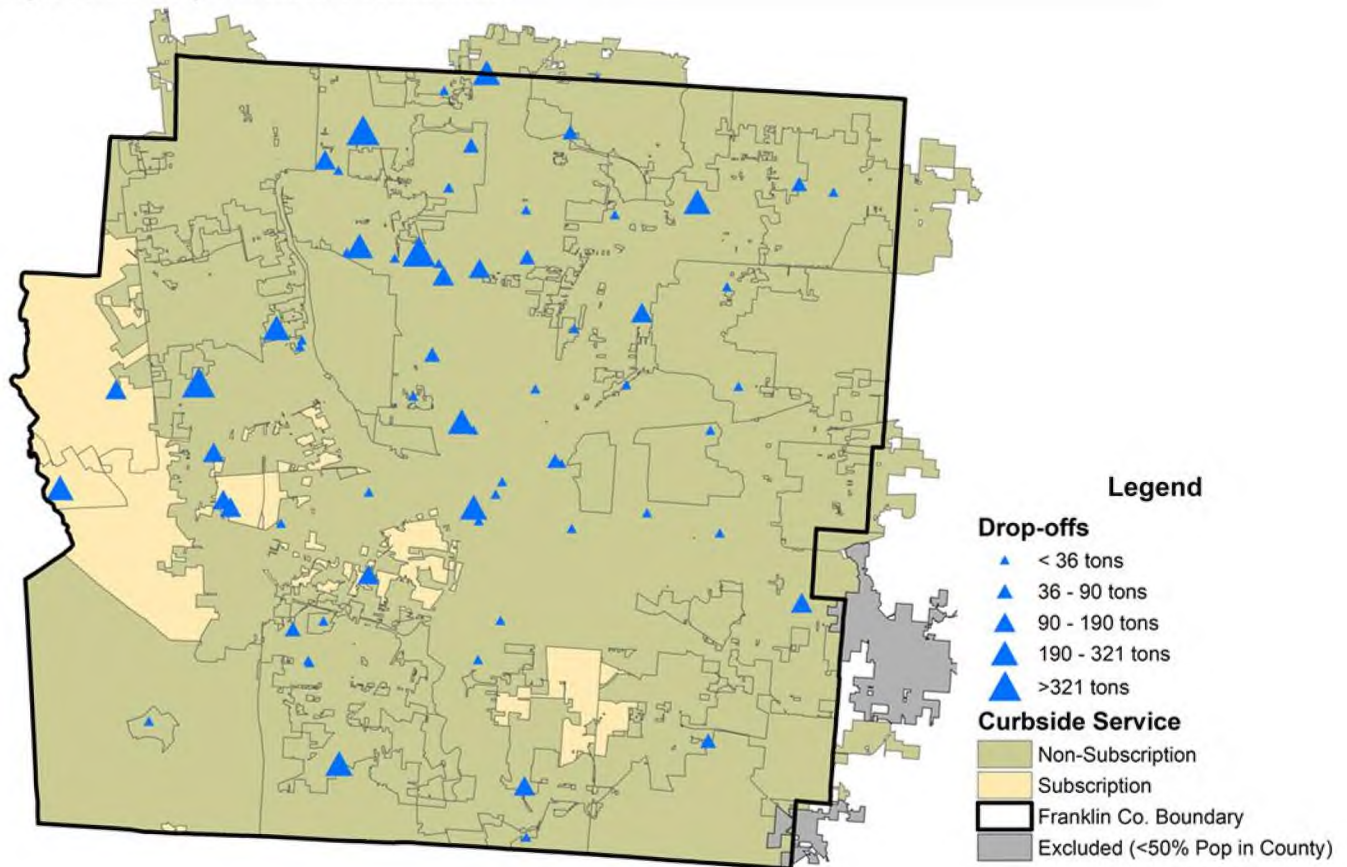 Legend
Drop-offs
< 36 tons
36 - 90 tons
90 - 190 tons
190 - 321 tons
>321 tons
Curbside Service
Non-Subscription
Subscription
Franklin Co. Boundary
Excluded (<50% Pop in County)